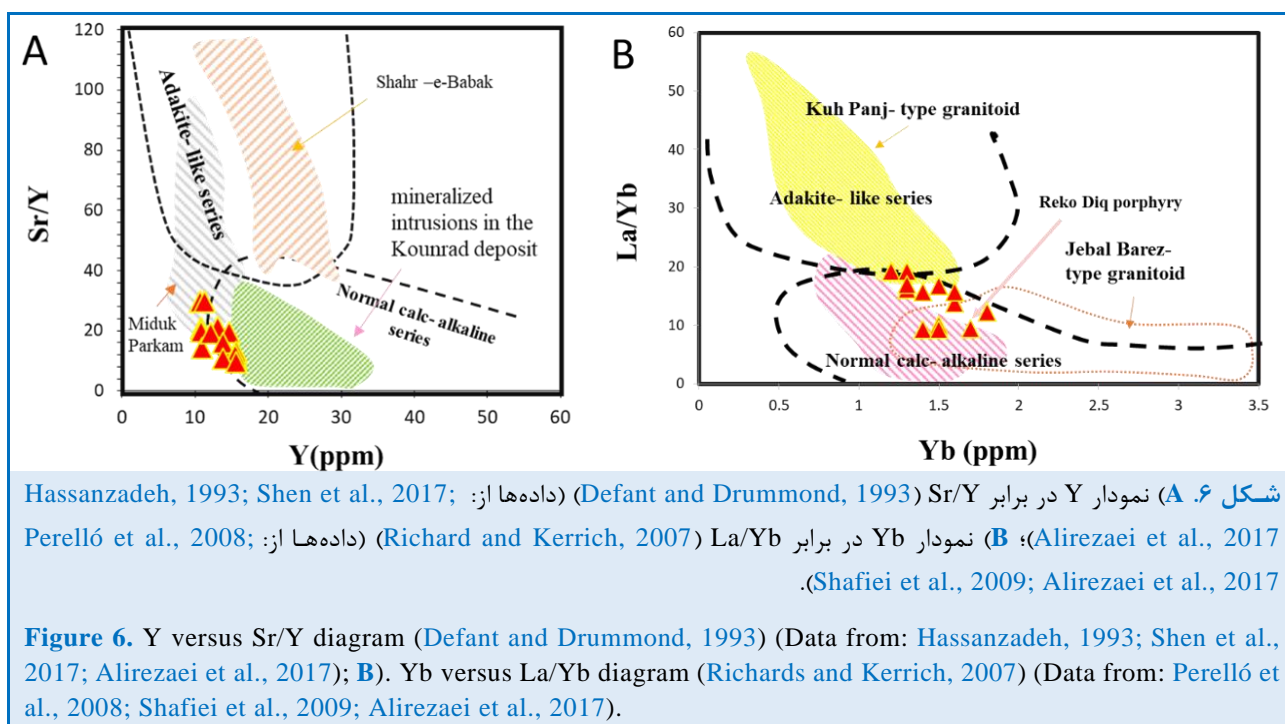 A
120
100
80
60
40
20
0
Sr/Y
0 10 20 30 40 50 60
Y(ppm)
Adakite- like series
Shahr –e-Babak
mineralized
intrusions in the
Kounrad deposit
Normal calc- alkaline
series
Miduk
Parkam
B
60
50
40
30
20
10
0
La/Yb
0 0.5 1 1.5 2 2.5 3 3.5
Yb (ppm)
Kuh Panj- type granitoid
Adakite- like series
Reko Diq porphyry
Jebal Barez-
type granitoid
Normal calc- alkaline series
شکل ۶. A) نمودار Y در برابر Sr/Y (Defant and Drummond, 1993) (داده‌ها از: Hassanzadeh, 1993; Shen et al., 2017;
Alirezaei et al., 2017)؛ B) نمودار Yb در برابر La/Yb (Richard and Kerrich, 2007) (داده‌ها از: Perelló et al., 2008;
Shafiei et al., 2009; Alirezaei et al., 2017).
Figure 6. Y versus Sr/Y diagram (Defant and Drummond, 1993) (Data from: Hassanzadeh, 1993; Shen et al.,
2017; Alirezaei et al., 2017); B). Yb versus La/Yb diagram (Richards and Kerrich, 2007) (Data from: Perelló et
al., 2008; Shafiei et al., 2009; Alirezaei et al., 2017).